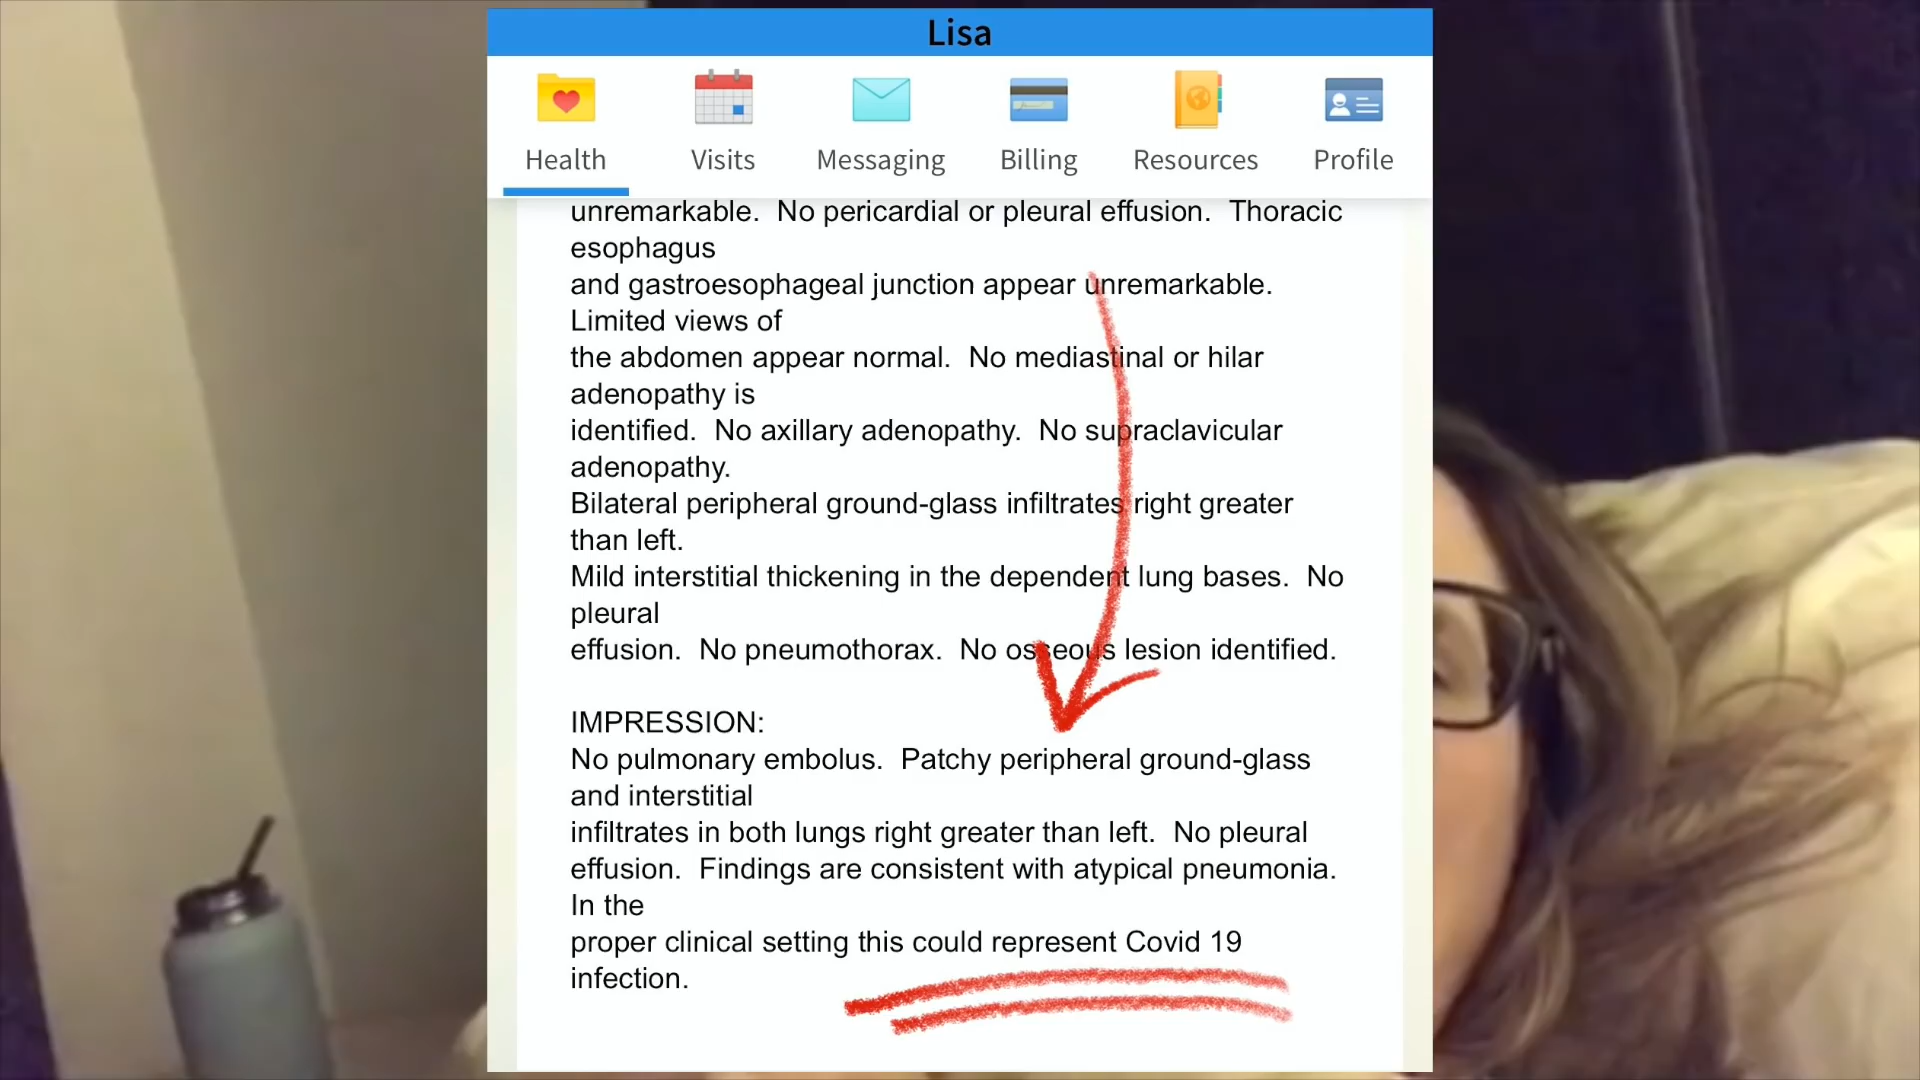 Lisa
Health Visits Messaging Billing Resources Profile
unremarkable. No pericardial or pleural effusion. Thoracic
esophagus
and gastroesophageal junction appear unremarkable.
Limited views of
the abdomen appear normal. No mediastinal or hilar
adenopathy is
identified. No axillary adenopathy. No supraclavicular
adenopathy.
Bilateral peripheral ground-glass infiltrates right greater
than left.
Mild interstitial thickening in the dependent lung bases. No
pleural
effusion. No pneumothorax. No osseous lesion identified.
IMPRESSION:
No pulmonary embolus. Patchy peripheral ground-glass
and interstitial
infiltrates in both lungs right greater than left. No pleural
effusion. Findings are consistent with atypical pneumonia.
In the
proper clinical setting this could represent Covid 19
infection.